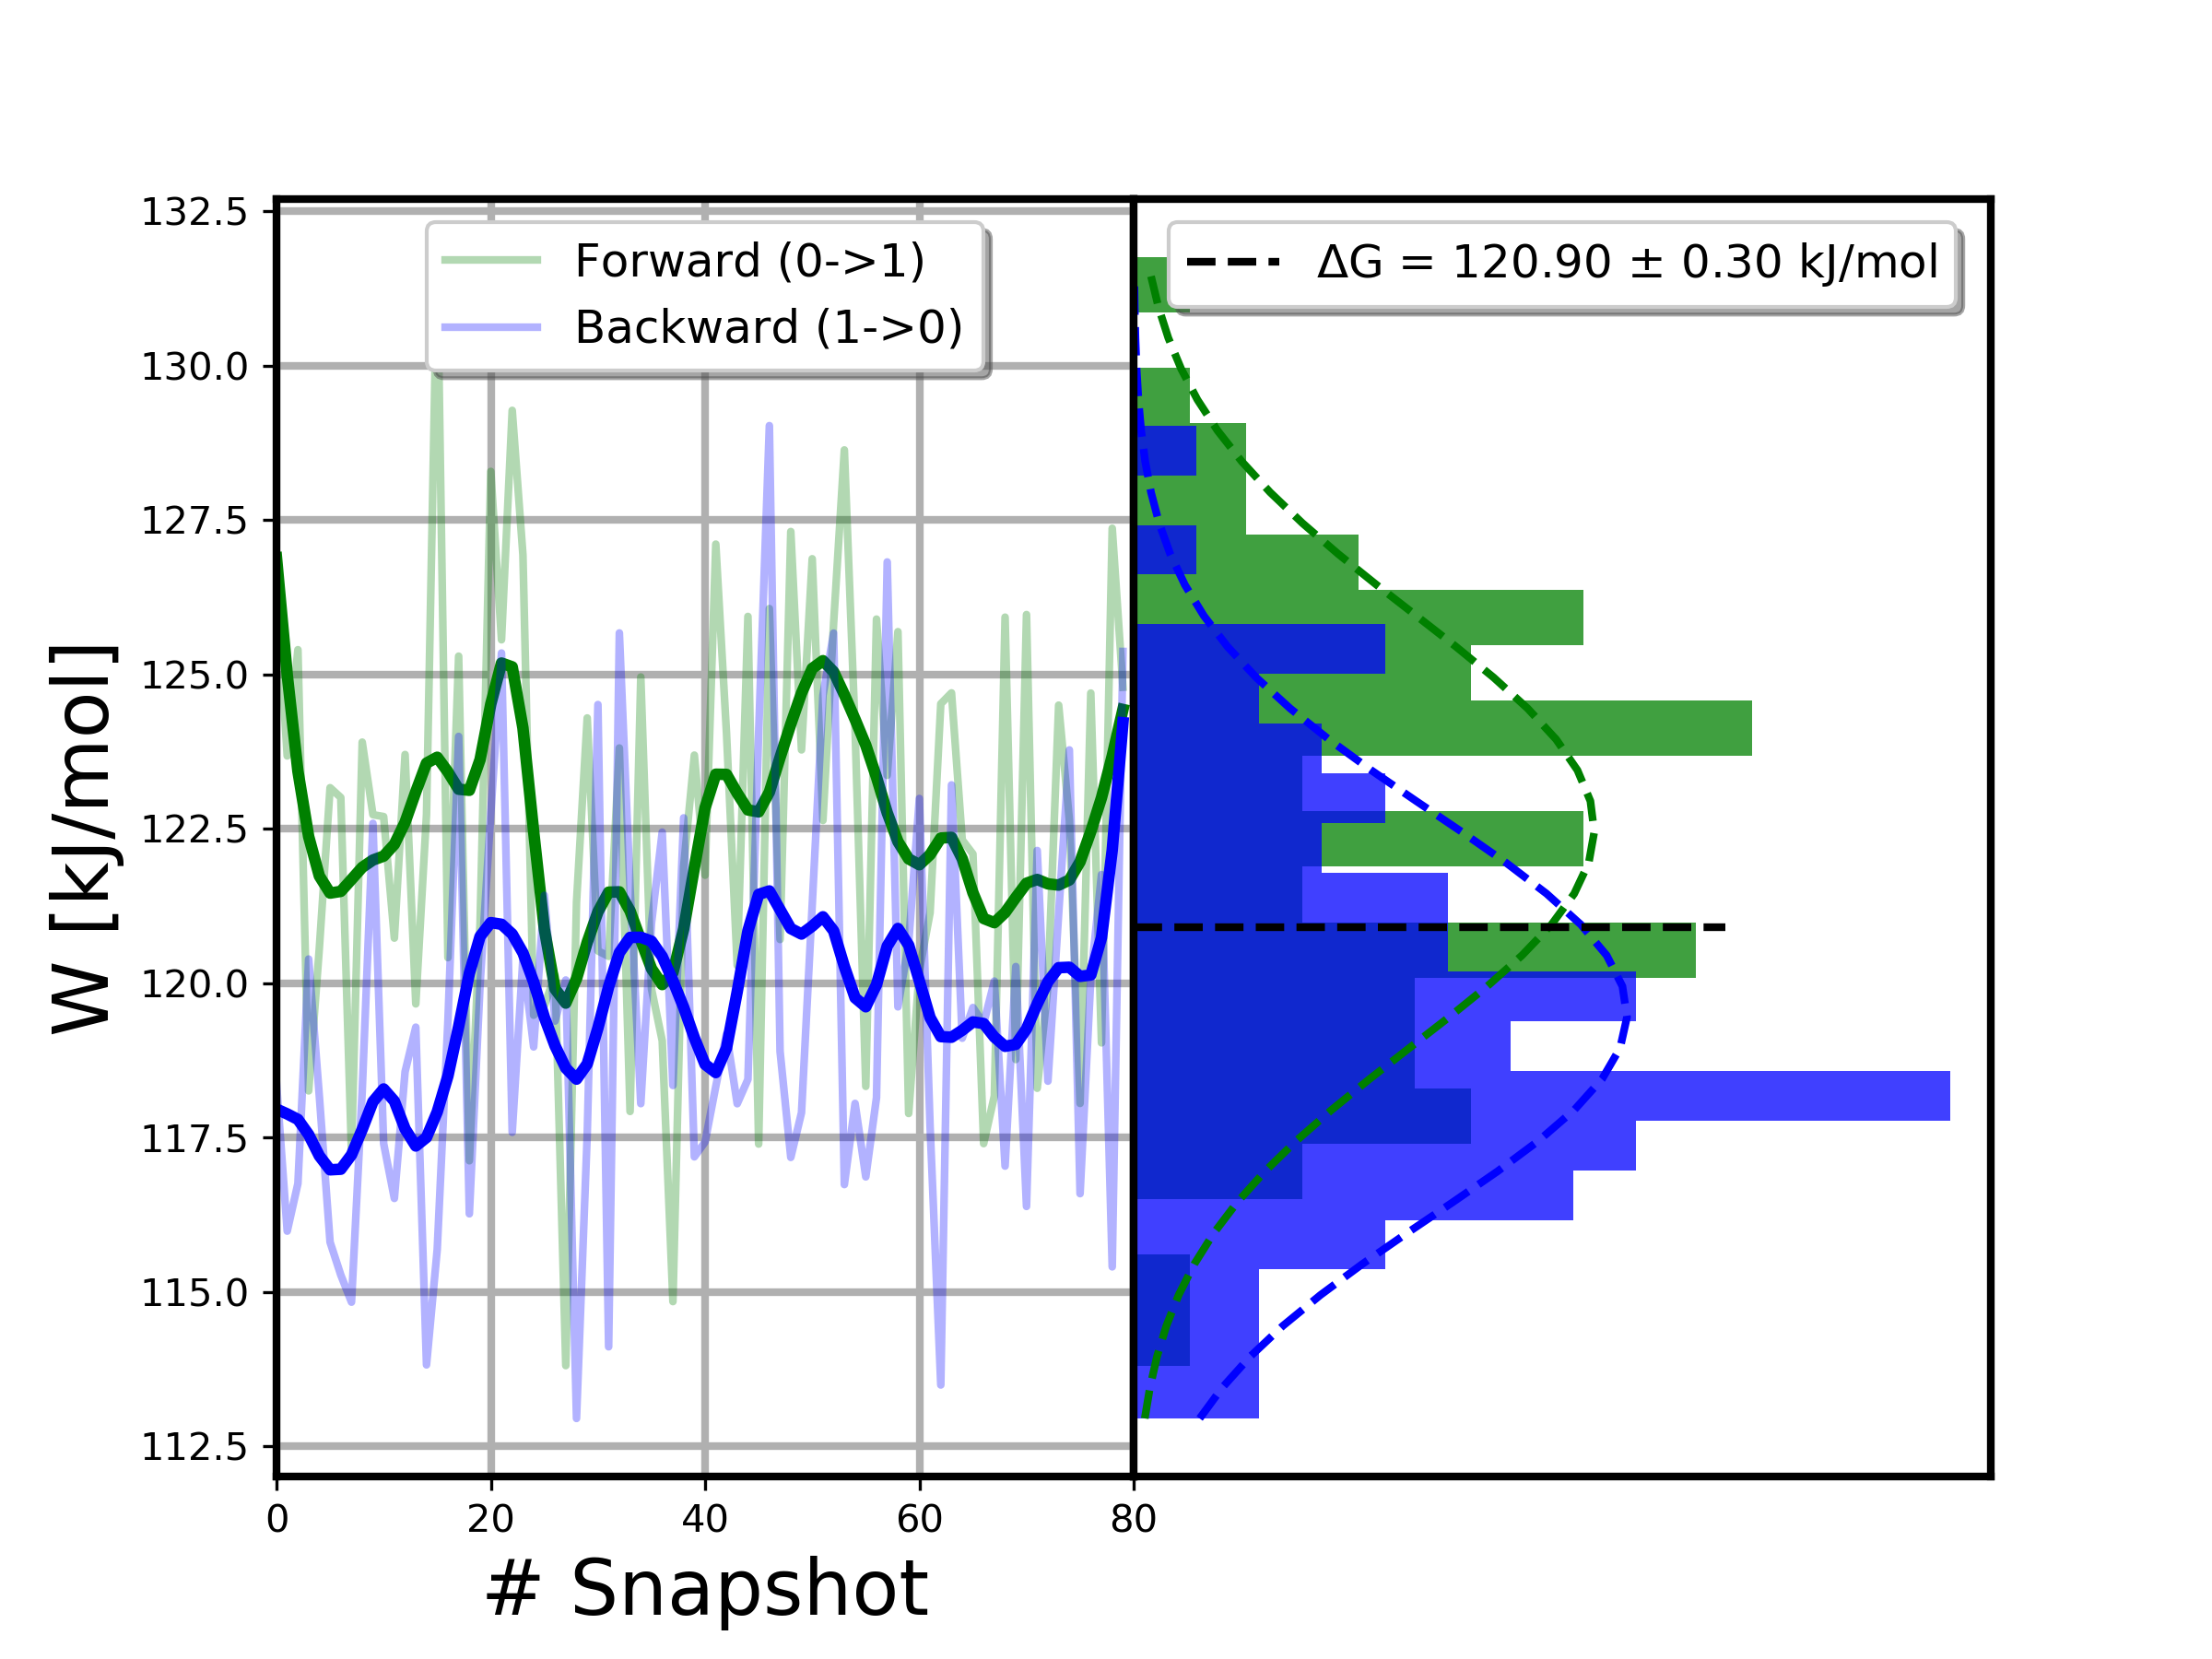 W [kJ/mol]
132.5
130.0
127.5
125.0
122.5
120.0
117.5
115.0
112.5
Forward (0->1)
Backward (1->0)
ΔG = 120.90 ± 0.30 kJ/mol
0 20 40 60 80
# Snapshot